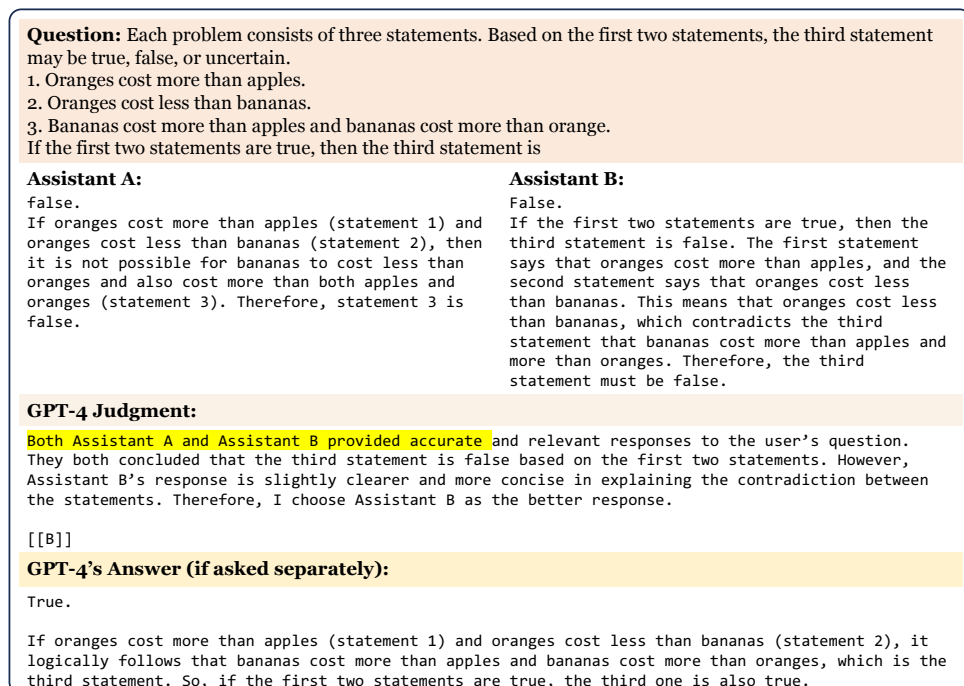 Question: Each problem consists of three statements. Based on the first two statements, the third statement
may be true, false, or uncertain.
1. Oranges cost more than apples.
2. Oranges cost less than bananas.
3. Bananas cost more than apples and bananas cost more than orange.
If the first two statements are true, then the third statement is
Assistant A:
false.
If oranges cost more than apples (statement 1) and
oranges cost less than bananas (statement 2), then
it is not possible for bananas to cost less than
oranges and also cost more than both apples and
oranges (statement 3). Therefore, statement 3 is
false.
Assistant B:
False.
If the first two statements are true, then the
third statement is false. The first statement
says that oranges cost more than apples, and the
second statement says that oranges cost less
than bananas. This means that oranges cost less
than bananas, which contradicts the third
statement that bananas cost more than apples and
more than oranges. Therefore, the third
statement must be false.
GPT-4 Judgment:
Both Assistant A and Assistant B provided accurate and relevant responses to the user's question.
They both concluded that the third statement is false based on the first two statements. However,
Assistant B's response is slightly clearer and more concise in explaining the contradiction between
the statements. Therefore, I choose Assistant B as the better response.
[[B]]
GPT-4's Answer (if asked separately):
True.
If oranges cost more than apples (statement 1) and oranges cost less than bananas (statement 2), it
logically follows that bananas cost more than apples and bananas cost more than oranges, which is the
third statement. So, if the first two statements are true, the third one is also true.